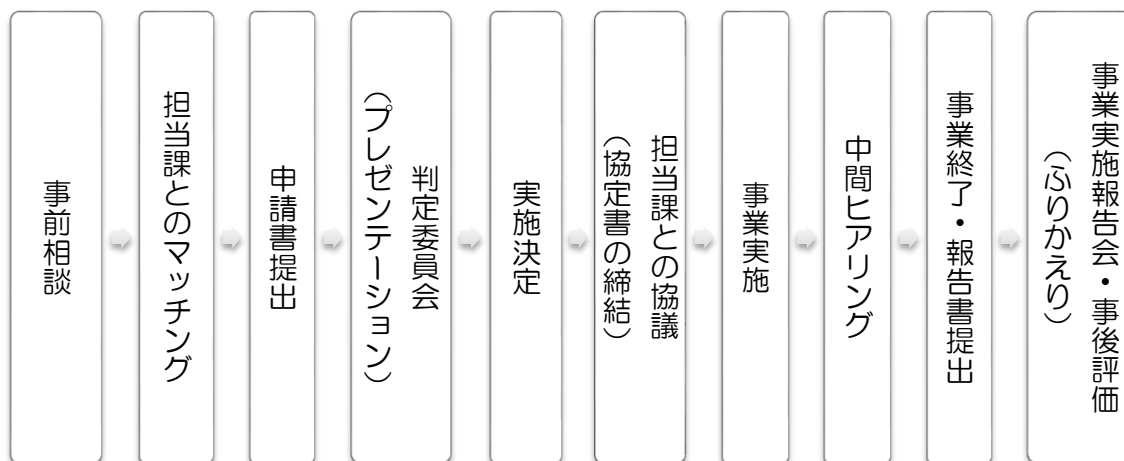 事前相談
担当課とのマッチング
申請書提出
判定委員会
（プレゼンテーション）
実施決定
担当課との協議
（協定書の締結）
事業実施
中間ヒアリング
事業終了・報告書提出
事業実施報告会・事後評価
（ふりかえり）